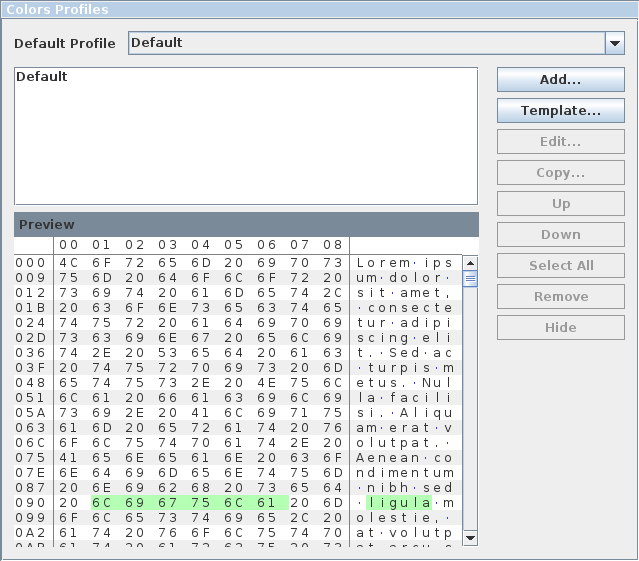 Colors Profiles
Default Profile
Default
Default
Add...
Template...
Edit...
Copy...
Up
Down
Select All
Remove
Hide
Preview
00 01 02 03 04 05 06 07 08
000 4C 6F 72 65 6D 20 69 70 73 Lorem·ips
009 75 6D 20 64 6F 6C 6F 72 20 um·dolor·
012 73 69 74 20 61 6D 65 74 2C sit·amet,
01B 20 63 6F 6E 73 65 63 74 65 ·consecte
024 74 75 72 20 61 64 69 70 69 tur·adipi
02D 73 63 69 6E 67 20 65 6C 69 scing·eli
036 74 2E 20 53 65 64 20 61 63 t.·Sed·ac
03F 20 74 75 72 70 69 73 20 6D ·turpis·m
048 65 74 75 73 2E 20 4E 75 6C etus.·Nul
051 6C 61 20 66 61 63 69 6C 69 la·facili
05A 73 69 2E 20 41 6C 69 71 75 si.·Aliqu
063 61 6D 20 65 72 61 74 20 76 am·erat·v
06C 6F 6C 75 74 70 61 74 2E 20 olutpat.·
075 41 65 6E 65 61 6E 20 63 6F Aenean·co
07E 6E 64 69 6D 65 6E 74 75 6D ndimentum
087 20 6E 69 62 68 20 73 65 64 ·nibh·sed
090 20 6C 69 67 75 6C 61 20 6D ·ligula·m
099 6F 6C 65 73 74 69 65 2C 20 olestie,·
0A2 61 74 20 76 6F 6C 75 74 70 at·volutp
0AB 61 74 20 61 72 63 75 20 73 at·arcu·s